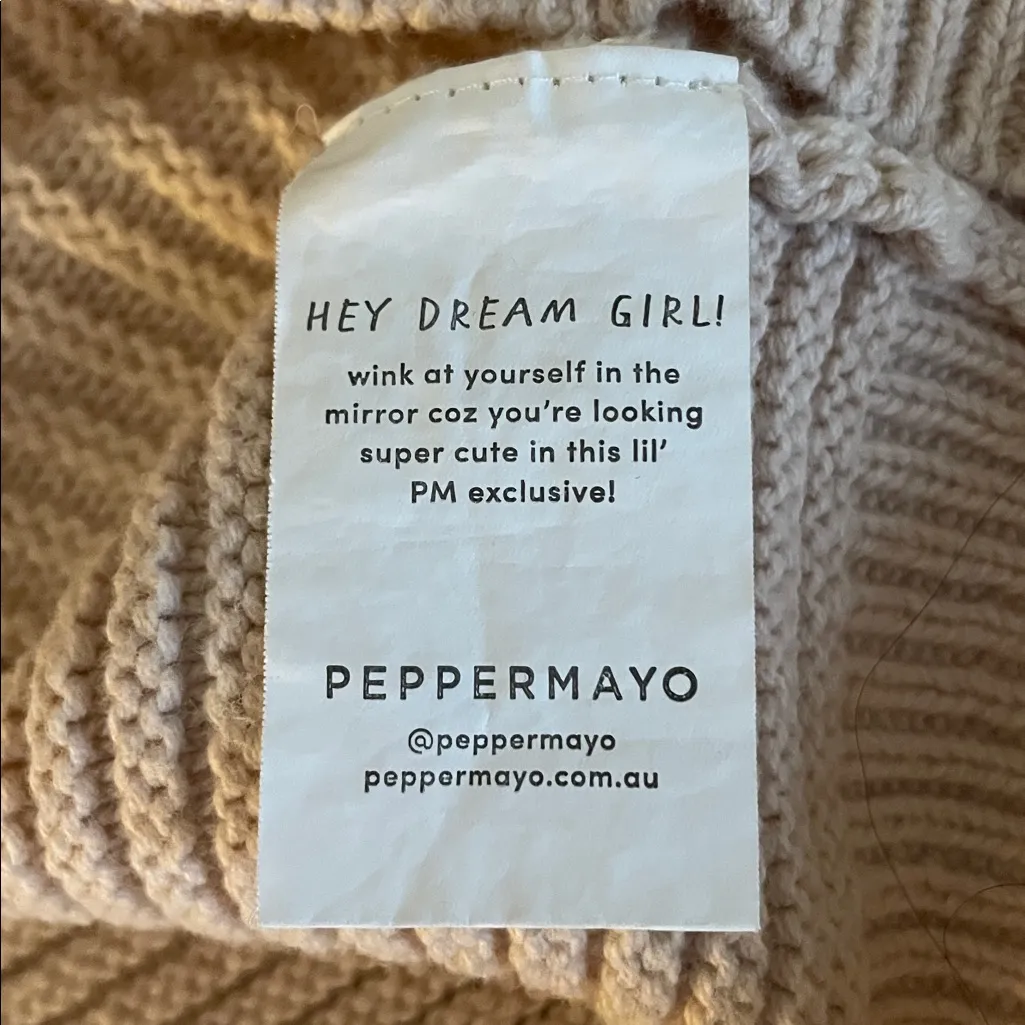 HEY DREAM GIRL!
wink at yourself in the
mirror coz you're looking
super cute in this lil'
PM exclusive!
PEPPERMAYO
@peppermayo
peppermayo.com.au